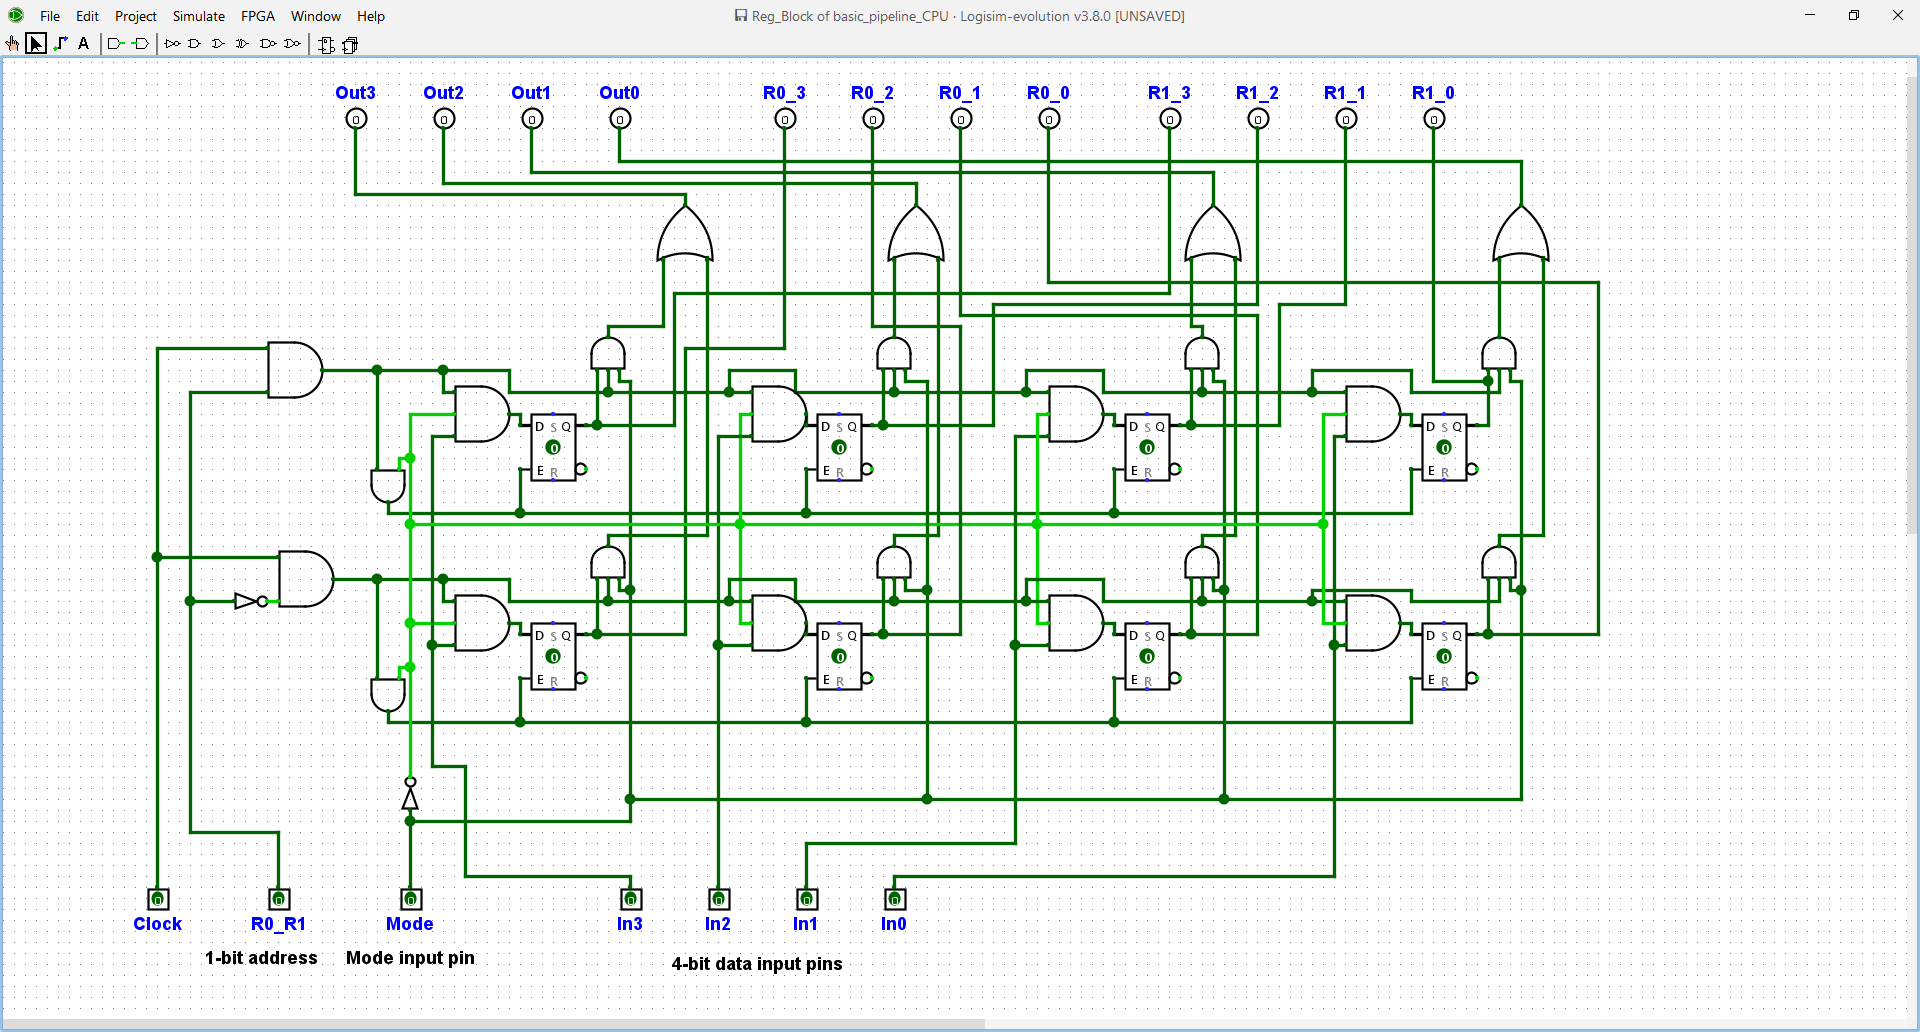 File Edit Project Simulate FPGA Window Help
Reg_Block of basic_pipeline_CPU · Logisim-evolution v3.8.0 [UNSAVED]
A
Out3 Out2 Out1 Out0 R0_3 R0_2 R0_1 R0_0 R1_3 R1_2 R1_1 R1_0
0 0 0 0 0 0 0 0 0 0 0 0
D S Q D S Q D S Q D S Q
0 0 0 0
E R E R E R E R
D S Q D S Q D S Q D S Q
0 0 0 0
E R E R E R E R
0 0 0 0 0 0 0
Clock R0_R1 Mode In3 In2 In1 In0
1-bit address Mode input pin
4-bit data input pins